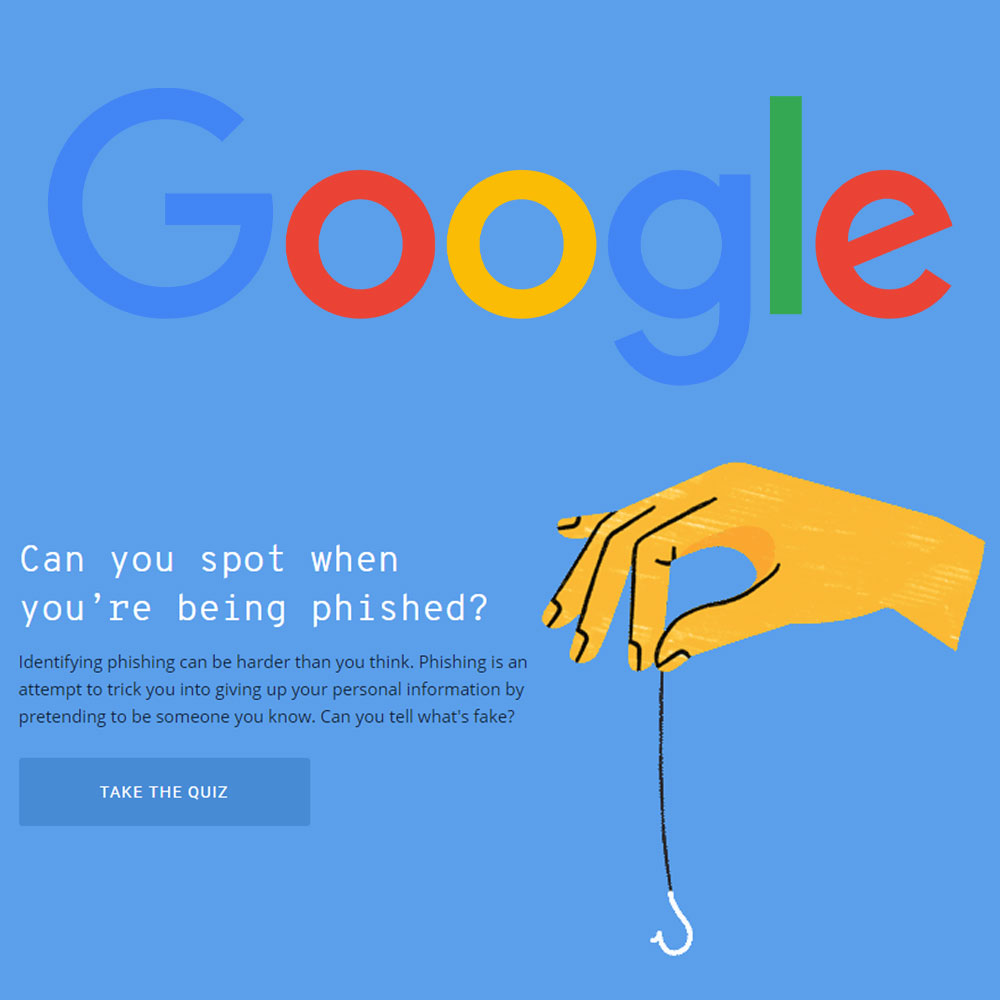 Google
Can you spot when
you’re being phished?
Identifying phishing can be harder than you think. Phishing is an
attempt to trick you into giving up your personal information by
pretending to be someone you know. Can you tell what's fake?
TAKE THE QUIZ